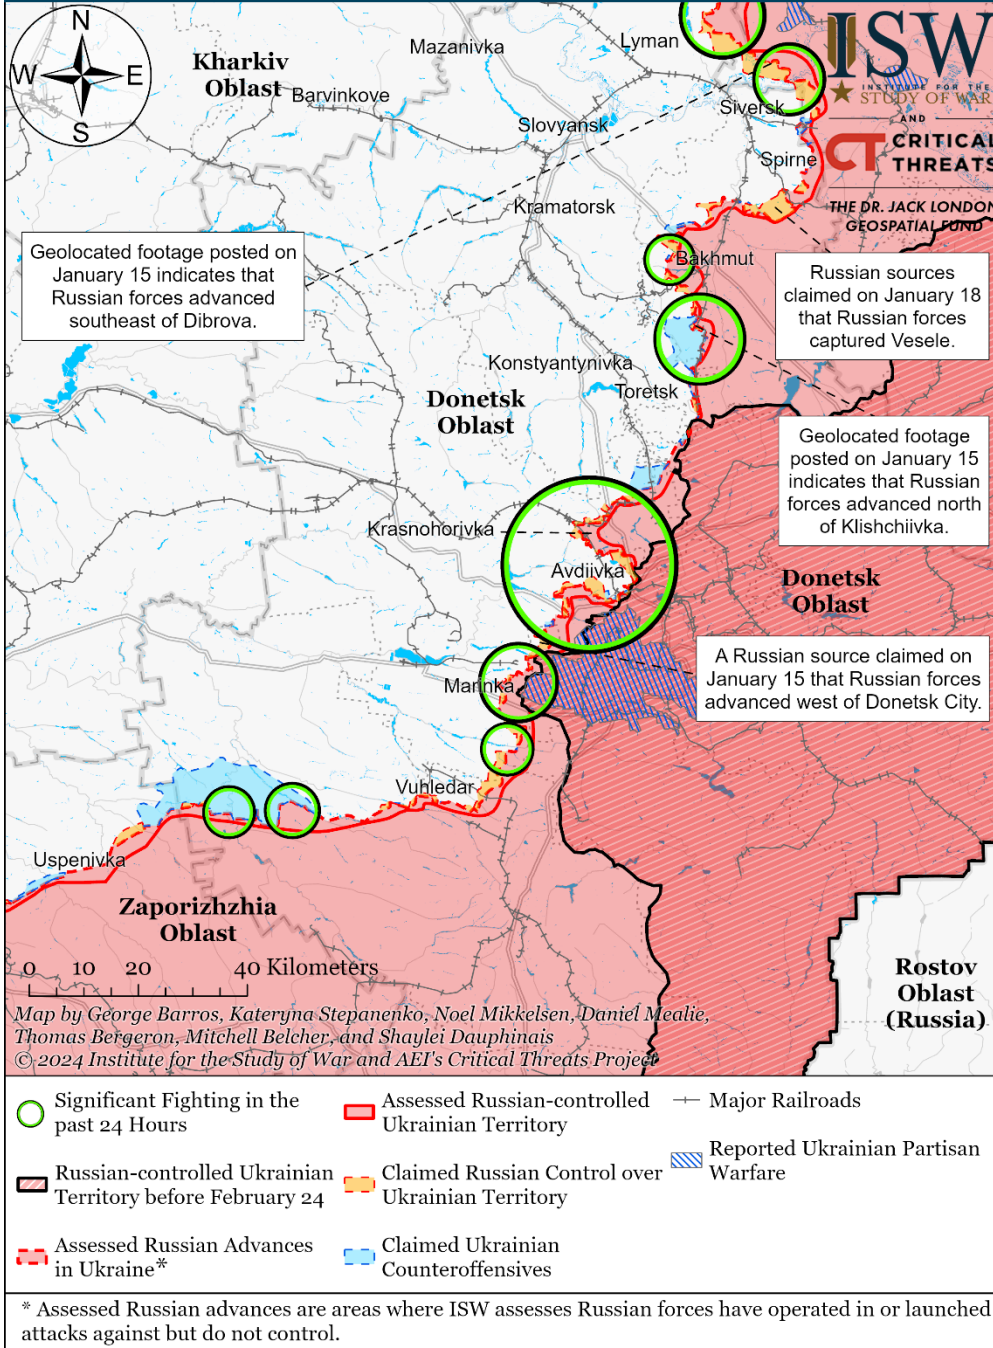 N
W
E
S
ISW
INSTITUTE FOR THE
STUDY OF WAR
AND
CT
CRITICAL
THREATS
THE DR. JACK LONDON
GEOSPATIAL FUND
Kharkiv
Oblast
Mazanivka
Lyman
Barvinkove
Slovyansk
Siversk
Spirne
Kramatorsk
Geolocated footage posted on
January 15 indicates that
Russian forces advanced
southeast of Dibrova.
Bakhmut
Russian sources
claimed on January 18
that Russian forces
captured Vesele.
Konstyantynivka
Toretsk
Donetsk
Oblast
Geolocated footage
posted on January 15
indicates that Russian
forces advanced north
of Klishchiivka.
Krasnohorivka
Avdiivka
Donetsk
Oblast
A Russian source claimed on
January 15 that Russian forces
advanced west of Donetsk City.
Marinka
Vuhledar
Uspenivka
Zaporizhzhia
Oblast
Rostov
Oblast
(Russia)
0 10 20 40 Kilometers
Map by George Barros, Kateryna Stepanenko, Noel Mikkelsen, Daniel Mealie,
Thomas Bergeron, Mitchell Belcher, and Shaylei Dauphinais
© 2024 Institute for the Study of War and AEI's Critical Threats Project
Significant Fighting in the
past 24 Hours
Russian-controlled Ukrainian
Territory before February 24
Assessed Russian Advances
in Ukraine*
Assessed Russian-controlled
Ukrainian Territory
Claimed Russian Control over
Ukrainian Territory
Claimed Ukrainian
Counteroffensives
Major Railroads
Reported Ukrainian Partisan
Warfare
* Assessed Russian advances are areas where ISW assesses Russian forces have operated in or launched
attacks against but do not control.